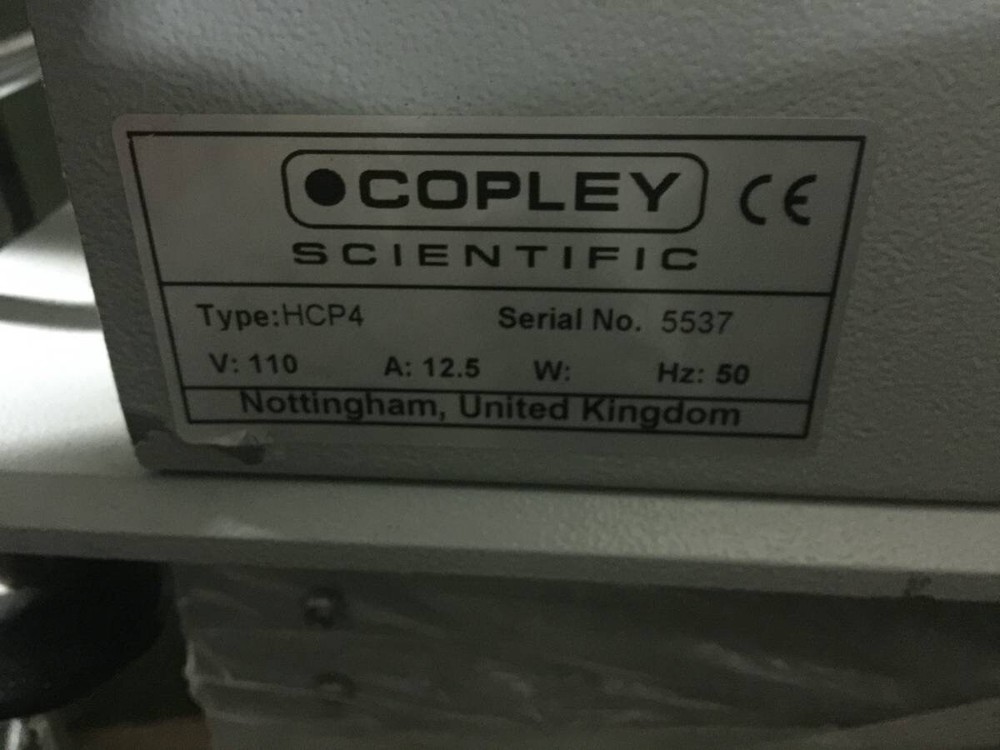 COPLEY CE
SCIENTIFIC
Type:HCP4 Serial No. 5537
V: 110 A: 12.5 W: Hz: 50
Nottingham, United Kingdom